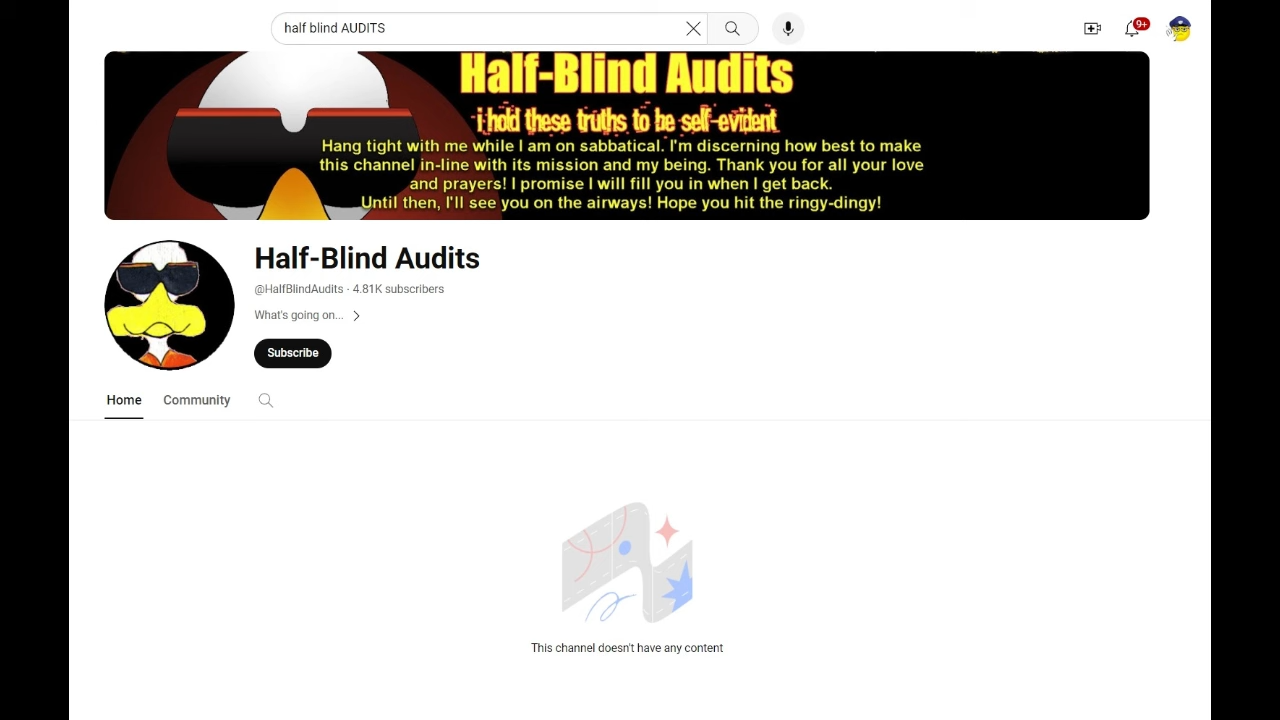 half blind AUDITS
9+
Half-Blind Audits
i hold these truths to be self-evident
Hang tight with me while I am on sabbatical. I'm discerning how best to make
this channel in-line with its mission and my being. Thank you for all your love
and prayers! I promise I will fill you in when I get back.
Until then, I'll see you on the airways! Hope you hit the ringy-dingy!
Half-Blind Audits
@HalfBlindAudits · 4.81K subscribers
What's going on...
Subscribe
Home Community
This channel doesn't have any content